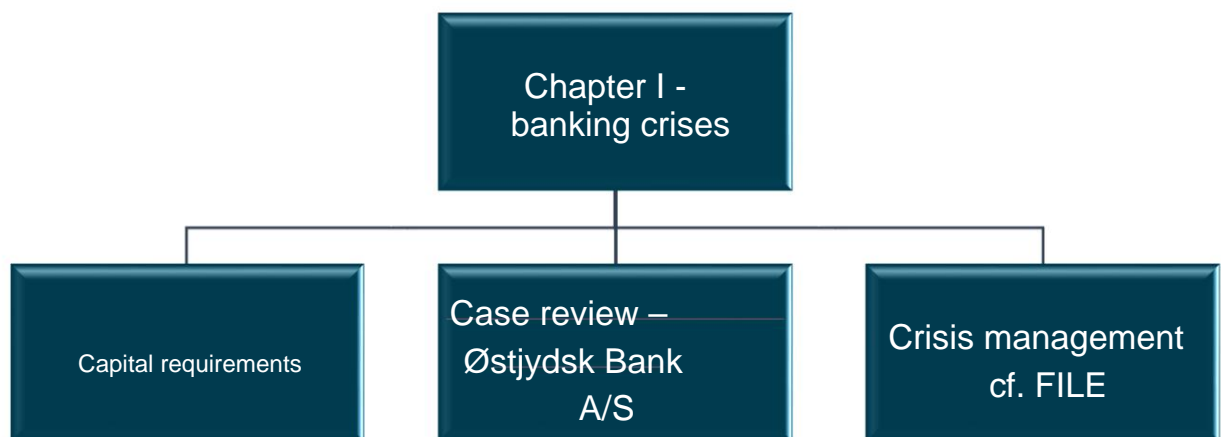 Chapter I -
banking crises
Capital requirements
Case review –
Østjydsk Bank
A/S
Crisis management
cf. FILE